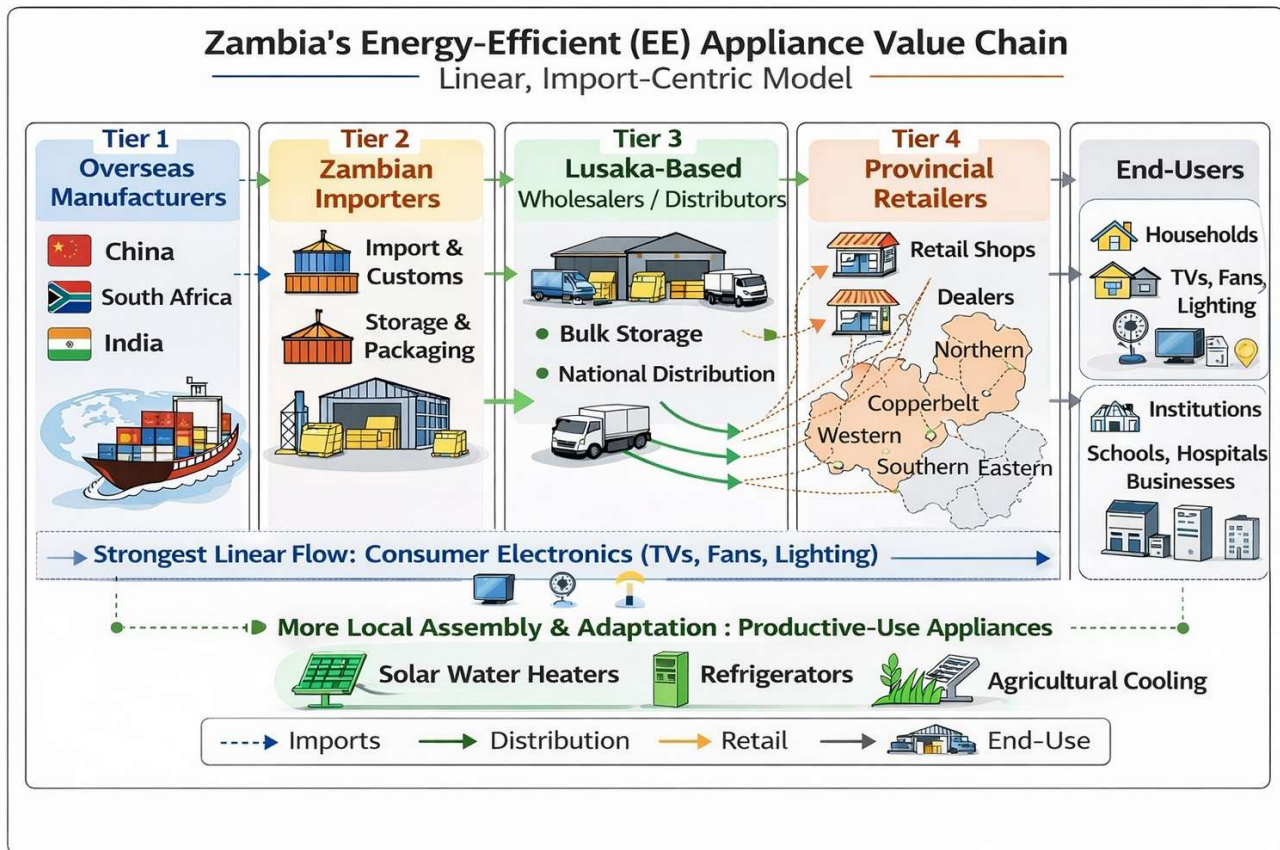 Zambia's Energy-Efficient (EE) Appliance Value Chain
Linear, Import-Centric Model
Tier 1
Overseas
Manufacturers
China
South Africa
India
Tier 2
Zambian
Importers
Import &
Customs
Storage &
Packaging
Tier 3
Lusaka-Based
Wholesalers / Distributors
Bulk Storage
National Distribution
Tier 4
Provincial
Retailers
Retail Shops
Dealers
Northern
Copperbelt
Western
Southern
Eastern
End-Users
Households
TVs, Fans,
Lighting
Institutions
Schools, Hospitals
Businesses
Strongest Linear Flow: Consumer Electronics (TVs, Fans, Lighting)
More Local Assembly & Adaptation : Productive-Use Appliances
Solar Water Heaters
Refrigerators
Agricultural Cooling
Imports
Distribution
Retail
End-Use